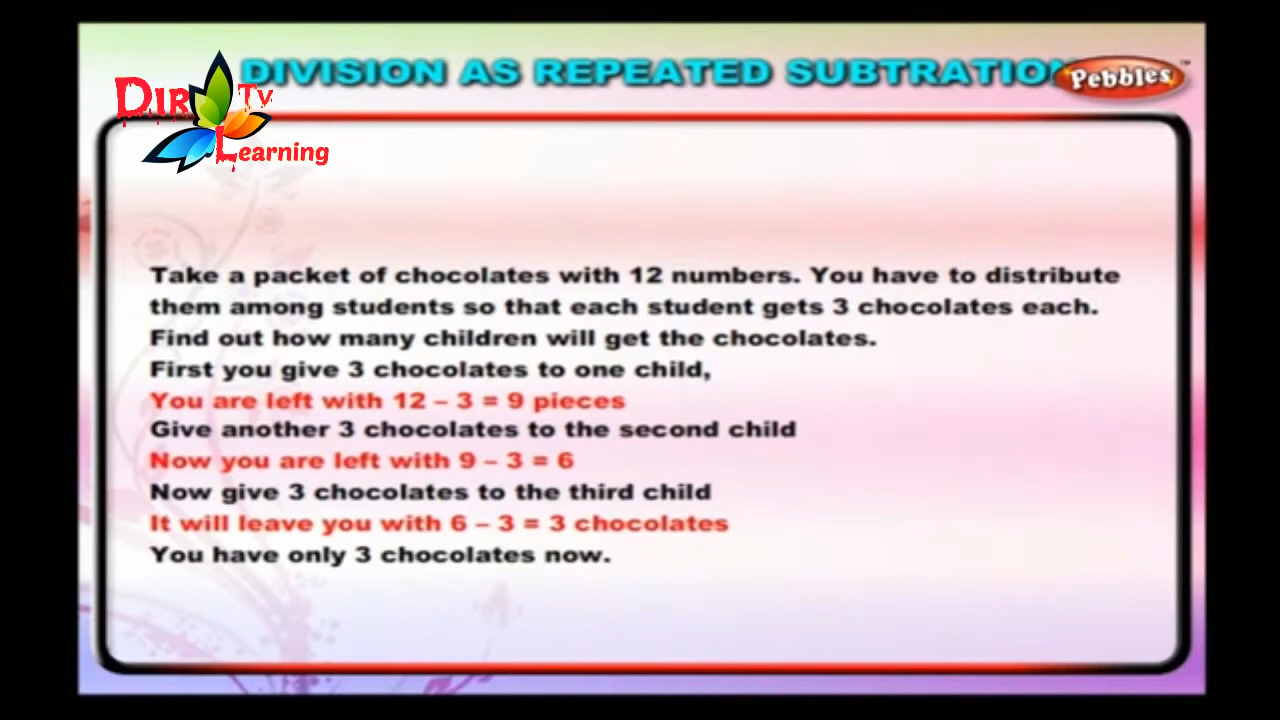 DIVISION AS REPEATED SUBTRATION
Pebbles™
DIR TV
Learning
Take a packet of chocolates with 12 numbers. You have to distribute
them among students so that each student gets 3 chocolates each.
Find out how many children will get the chocolates.
First you give 3 chocolates to one child,
You are left with 12 – 3 = 9 pieces
Give another 3 chocolates to the second child
Now you are left with 9 – 3 = 6
Now give 3 chocolates to the third child
It will leave you with 6 – 3 = 3 chocolates
You have only 3 chocolates now.